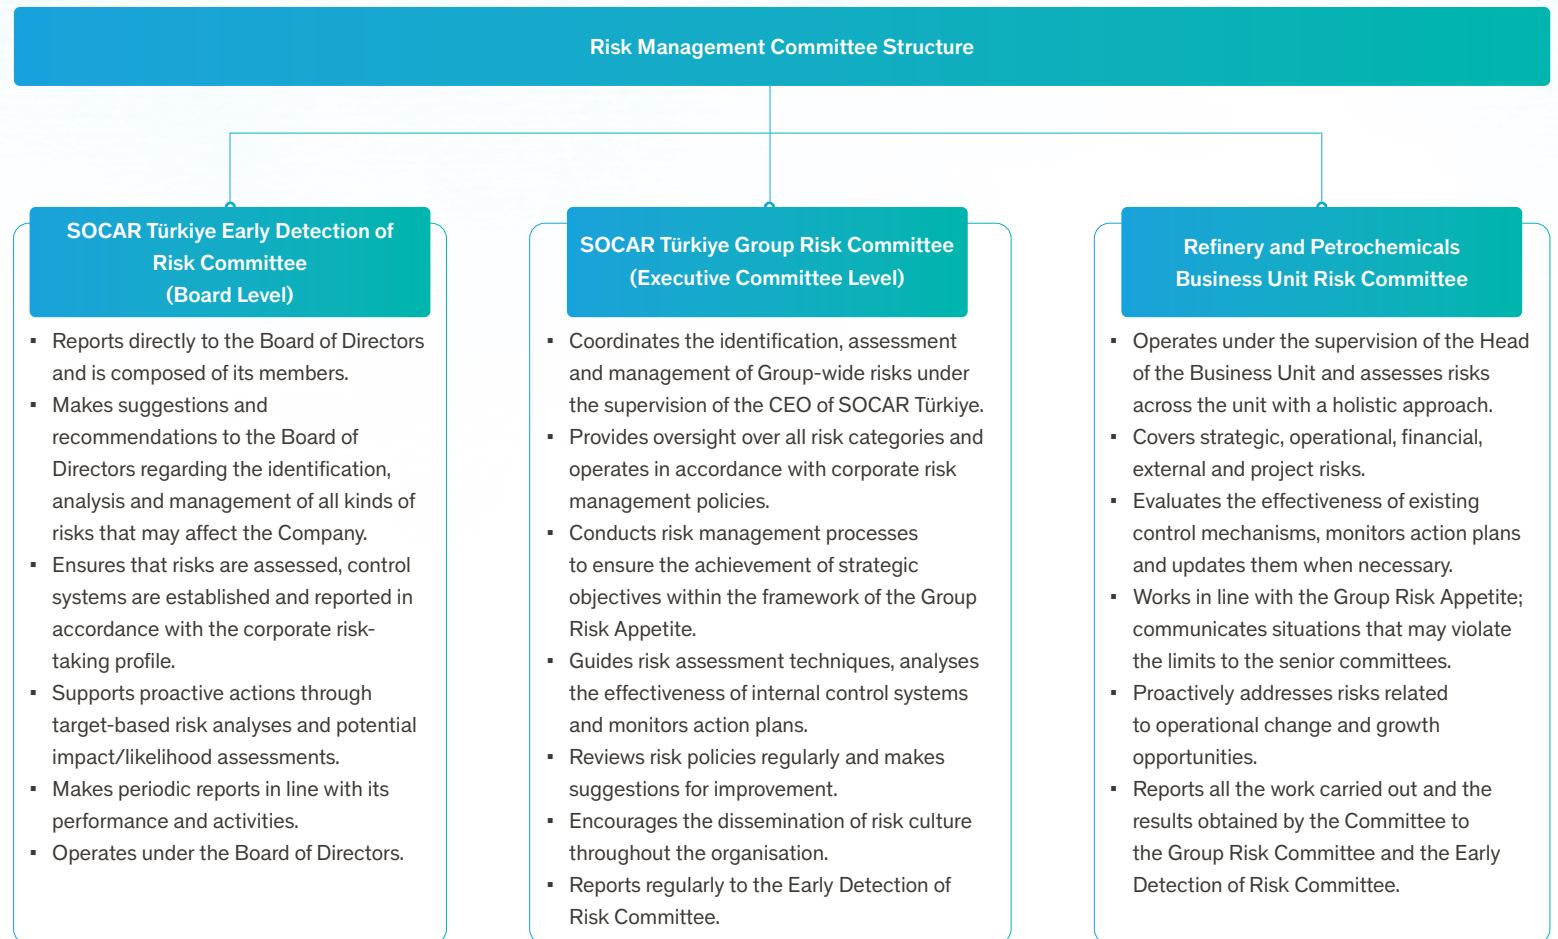 Risk Management Committee Structure
SOCAR Türkiye Early Detection of
Risk Committee
(Board Level)
▪ Reports directly to the Board of Directors
and is composed of its members.
▪ Makes suggestions and
recommendations to the Board of
Directors regarding the identification,
analysis and management of all kinds of
risks that may affect the Company.
▪ Ensures that risks are assessed, control
systems are established and reported in
accordance with the corporate risk-
taking profile.
▪ Supports proactive actions through
target-based risk analyses and potential
impact/likelihood assessments.
▪ Makes periodic reports in line with its
performance and activities.
▪ Operates under the Board of Directors.
SOCAR Türkiye Group Risk Committee
(Executive Committee Level)
▪ Coordinates the identification, assessment
and management of Group-wide risks under
the supervision of the CEO of SOCAR Türkiye.
▪ Provides oversight over all risk categories and
operates in accordance with corporate risk
management policies.
▪ Conducts risk management processes
to ensure the achievement of strategic
objectives within the framework of the Group
Risk Appetite.
▪ Guides risk assessment techniques, analyses
the effectiveness of internal control systems
and monitors action plans.
▪ Reviews risk policies regularly and makes
suggestions for improvement.
▪ Encourages the dissemination of risk culture
throughout the organisation.
▪ Reports regularly to the Early Detection of
Risk Committee.
Refinery and Petrochemicals
Business Unit Risk Committee
▪ Operates under the supervision of the Head
of the Business Unit and assesses risks
across the unit with a holistic approach.
▪ Covers strategic, operational, financial,
external and project risks.
▪ Evaluates the effectiveness of existing
control mechanisms, monitors action plans
and updates them when necessary.
▪ Works in line with the Group Risk Appetite;
communicates situations that may violate
the limits to the senior committees.
▪ Proactively addresses risks related
to operational change and growth
opportunities.
▪ Reports all the work carried out and the
results obtained by the Committee to
the Group Risk Committee and the Early
Detection of Risk Committee.